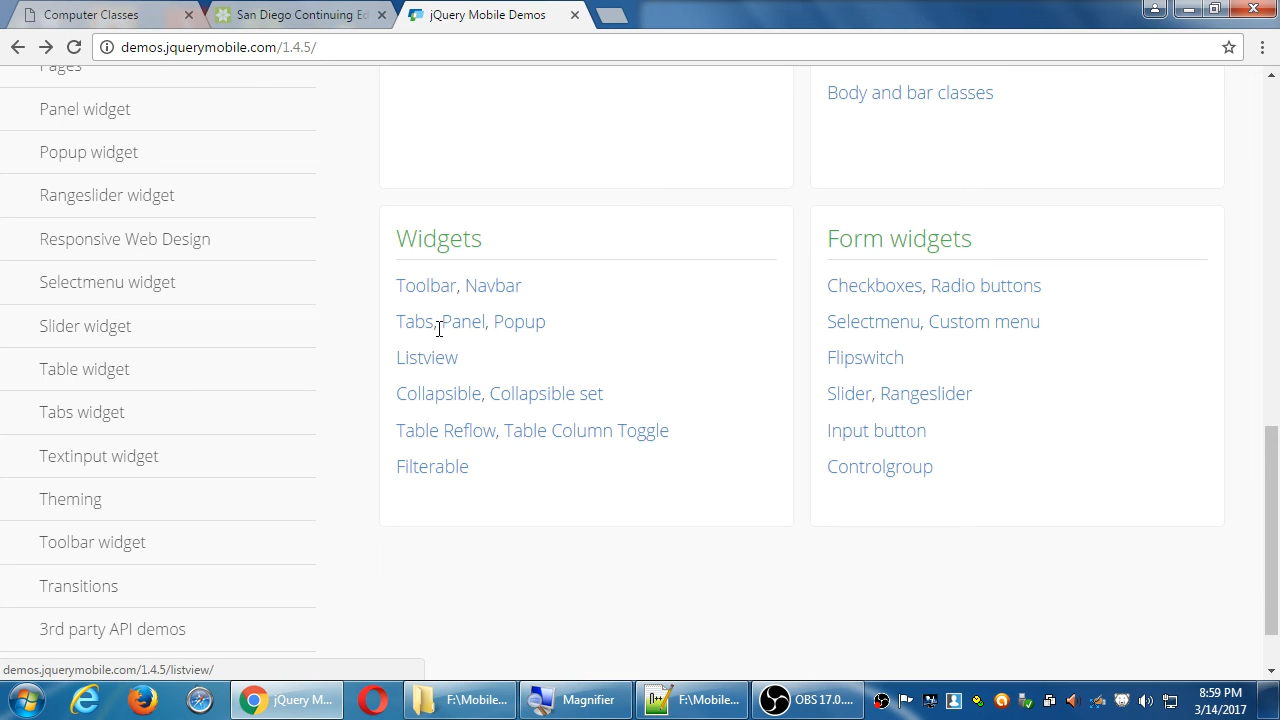 Computer Classes
San Diego Continuing Ed
jQuery Mobile Demos
demos.jquerymobile.com/1.4.5/
Pages
Panel widget
Popup widget
Rangeslider widget
Responsive Web Design
Selectmenu widget
Slider widget
Table widget
Tabs widget
Textinput widget
Theming
Toolbar widget
Transitions
3rd party API demos
Body and bar classes
Widgets
Toolbar, Navbar
Tabs, Panel, Popup
Listview
Collapsible, Collapsible set
Table Reflow, Table Column Toggle
Filterable
Form widgets
Checkboxes, Radio buttons
Selectmenu, Custom menu
Flipswitch
Slider, Rangeslider
Input button
Controlgroup
demos.jquerymobile.com/1.4.5/listview/
jQuery M...
F:\Mobile...
Magnifier
F:\Mobile...
OBS 17.0....
8:59 PM
3/14/2017